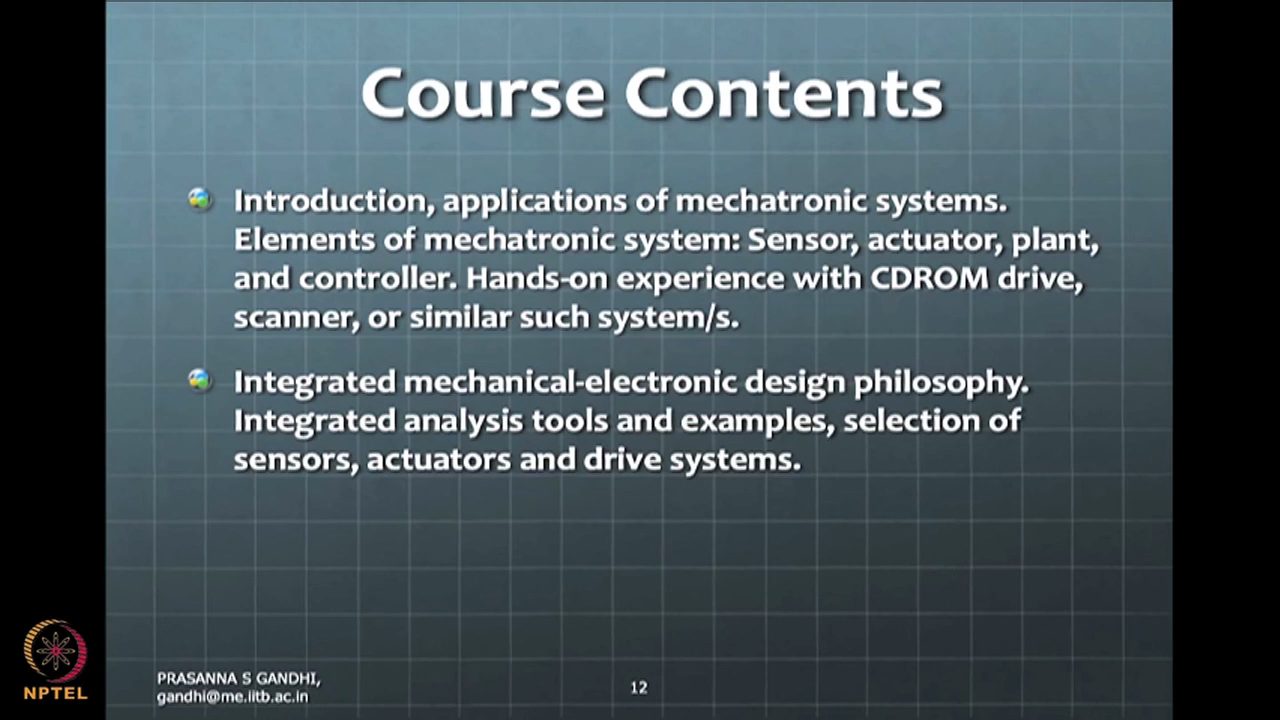 Course Contents
Introduction, applications of mechatronic systems.
Elements of mechatronic system: Sensor, actuator, plant,
and controller. Hands-on experience with CDROM drive,
scanner, or similar such system/s.
Integrated mechanical-electronic design philosophy.
Integrated analysis tools and examples, selection of
sensors, actuators and drive systems.
PRASANNA S GANDHI,
gandhi@me.iitb.ac.in
12
NPTEL